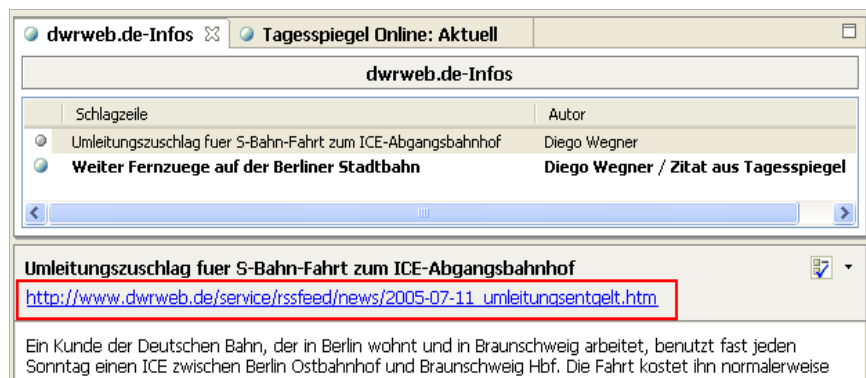 dwrweb.de-Infos Tagesspiegel Online: Aktuell
dwrweb.de-Infos
Schlagzeile Autor
Umleitungszuschlag fuer S-Bahn-Fahrt zum ICE-Abgangsbahnhof Diego Wegner
Weiter Fernzuege auf der Berliner Stadtbahn Diego Wegner / Zitat aus Tagesspiegel
Umleitungszuschlag fuer S-Bahn-Fahrt zum ICE-Abgangsbahnhof
http://www.dwrweb.de/service/rssfeed/news/2005-07-11_umleitungsentgelt.htm
Ein Kunde der Deutschen Bahn, der in Berlin wohnt und in Braunschweig arbeitet, benutzt fast jeden
Sonntag einen ICE zwischen Berlin Ostbahnhof und Braunschweig Hbf. Die Fahrt kostet ihn normalerweise